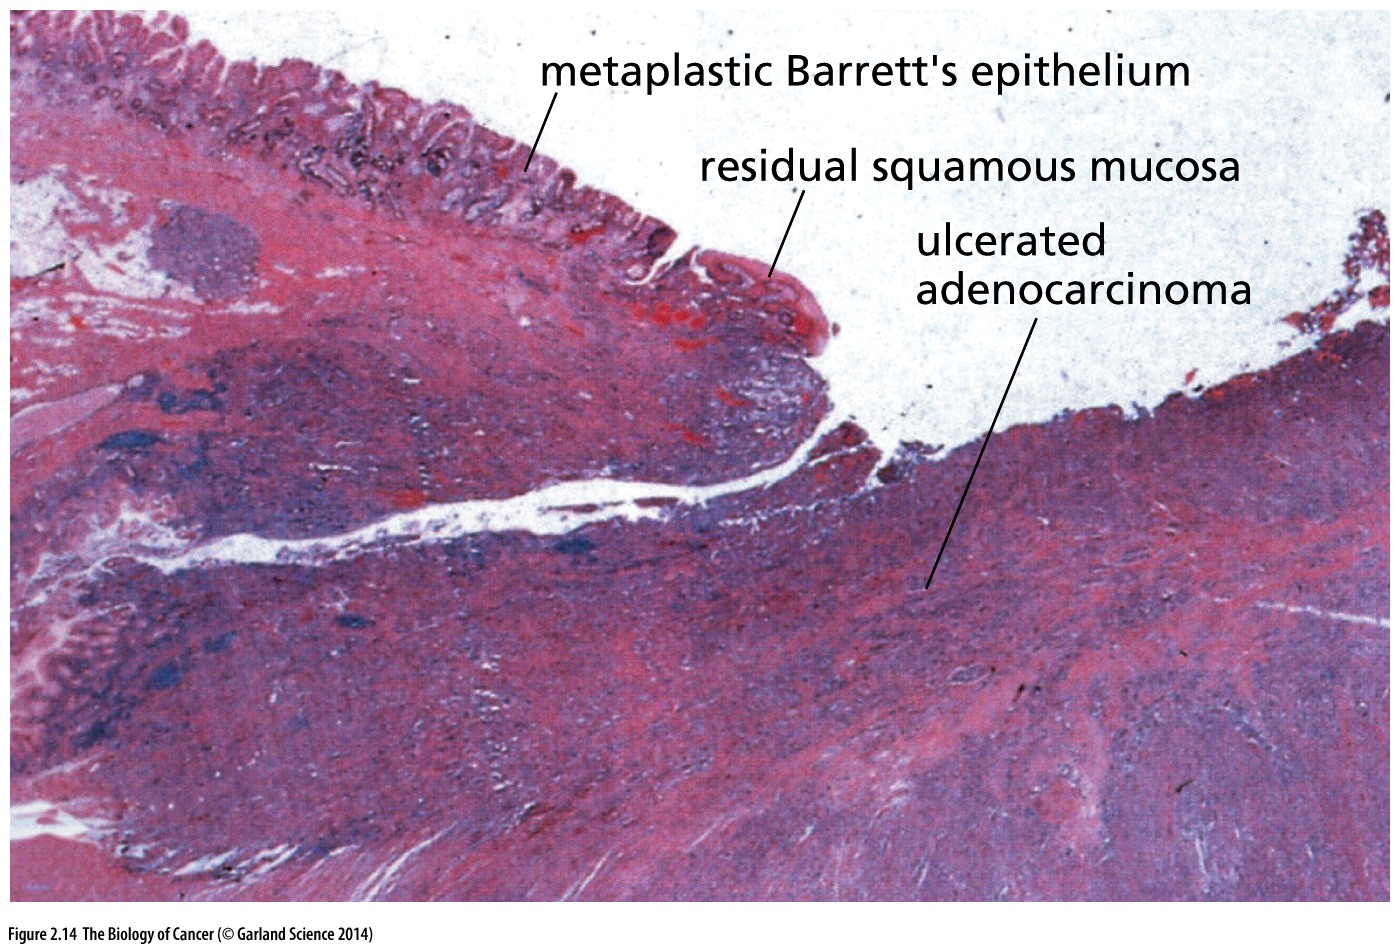 metaplastic Barrett's epithelium
residual squamous mucosa
ulcerated
adenocarcinoma
Figure 2.14 The Biology of Cancer (© Garland Science 2014)